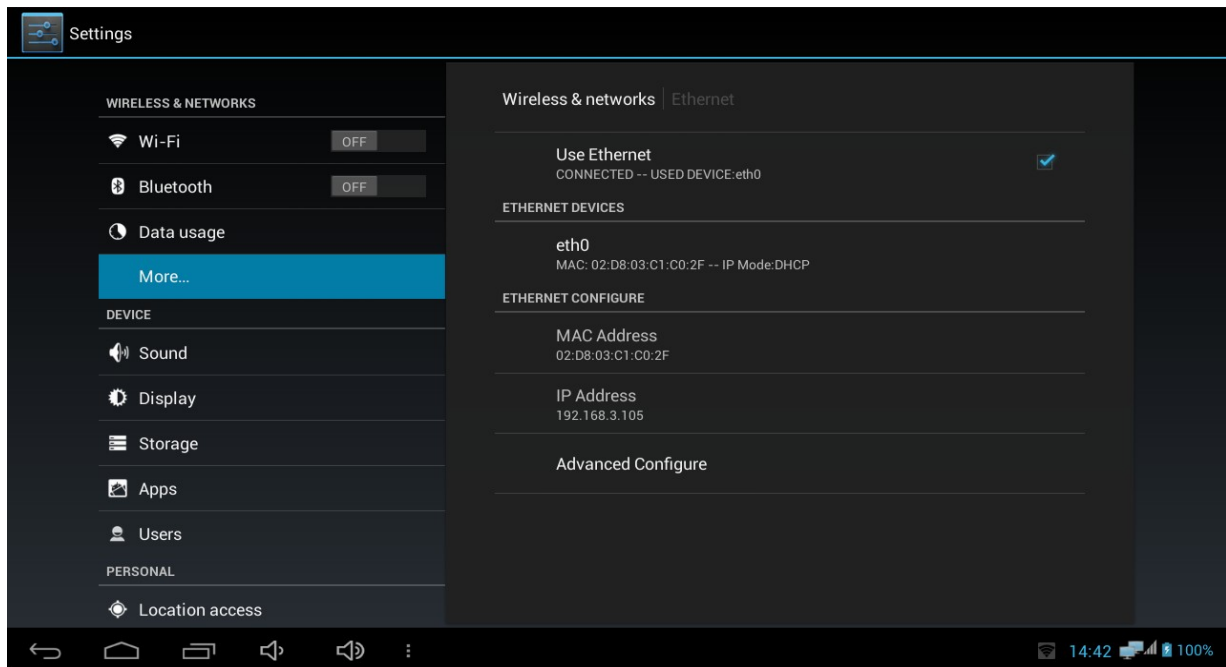 Settings
WIRELESS & NETWORKS
Wi-Fi OFF
Bluetooth OFF
Data usage
More...
DEVICE
Sound
Display
Storage
Apps
Users
PERSONAL
Location access
Wireless & networks Ethernet
Use Ethernet
CONNECTED -- USED DEVICE:eth0
ETHERNET DEVICES
eth0
MAC: 02:D8:03:C1:C0:2F -- IP Mode:DHCP
ETHERNET CONFIGURE
MAC Address
02:D8:03:C1:C0:2F
IP Address
192.168.3.105
Advanced Configure
14:42 100%